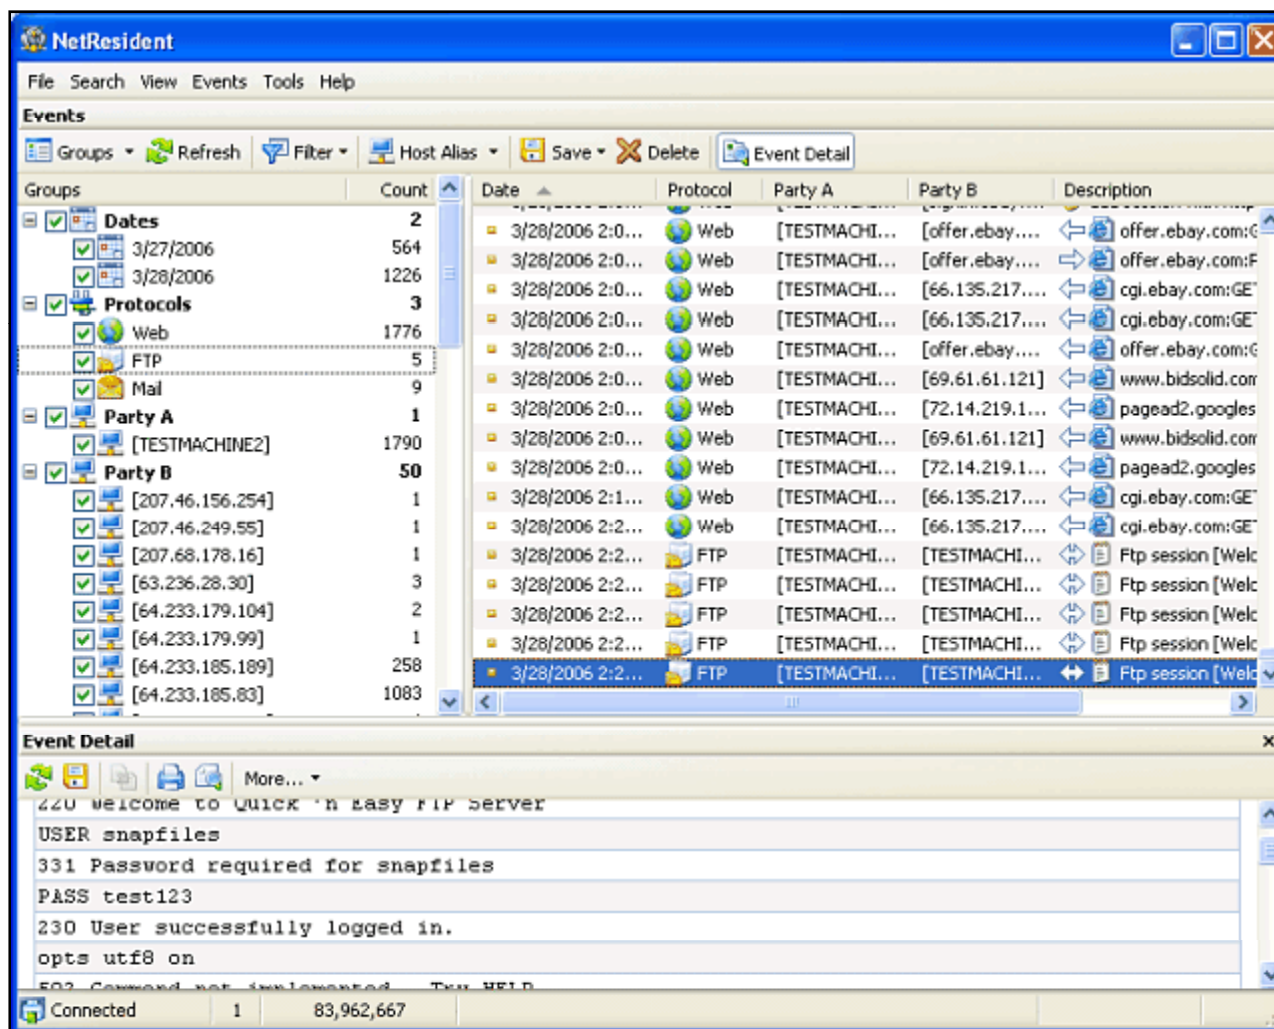 NetResident
File Search View Events Tools Help
Events
Groups Refresh Filter Host Alias Save Delete Event Detail
Groups Count
Dates 2
3/27/2006 564
3/28/2006 1226
Protocols 3
Web 1776
FTP 5
Mail 9
Party A 1
[TESTMACHINE2] 1790
Party B 50
[207.46.156.254] 1
[207.46.249.55] 1
[207.68.178.16] 1
[63.236.28.30] 3
[64.233.179.104] 2
[64.233.179.99] 1
[64.233.185.189] 258
[64.233.185.83] 1083
Date Protocol Party A Party B Description
3/28/2006 2:0... Web [TESTMACHI... [offer.ebay.... offer.ebay.com:G
3/28/2006 2:0... Web [TESTMACHI... [offer.ebay.... offer.ebay.com:P
3/28/2006 2:0... Web [TESTMACHI... [66.135.217.... cgi.ebay.com:GET
3/28/2006 2:0... Web [TESTMACHI... [66.135.217.... cgi.ebay.com:GET
3/28/2006 2:0... Web [TESTMACHI... [offer.ebay.... offer.ebay.com:G
3/28/2006 2:0... Web [TESTMACHI... [69.61.61.121] www.bidsolid.com
3/28/2006 2:0... Web [TESTMACHI... [72.14.219.1... pagead2.googles
3/28/2006 2:0... Web [TESTMACHI... [69.61.61.121] www.bidsolid.com
3/28/2006 2:0... Web [TESTMACHI... [72.14.219.1... pagead2.googles
3/28/2006 2:1... Web [TESTMACHI... [66.135.217.... cgi.ebay.com:GET
3/28/2006 2:2... Web [TESTMACHI... [66.135.217.... cgi.ebay.com:GET
3/28/2006 2:2... FTP [TESTMACHI... [TESTMACHI... Ftp session [Welc
3/28/2006 2:2... FTP [TESTMACHI... [TESTMACHI... Ftp session [Welc
3/28/2006 2:2... FTP [TESTMACHI... [TESTMACHI... Ftp session [Welc
3/28/2006 2:2... FTP [TESTMACHI... [TESTMACHI... Ftp session [Welc
3/28/2006 2:2... FTP [TESTMACHI... [TESTMACHI... Ftp session [Welc
Event Detail
More...
220 Welcome to Quick 'n Easy FTP Server
USER snapfiles
331 Password required for snapfiles
PASS test123
230 User successfully logged in.
opts utf8 on
Command not implemented. Try HELP
Connected 1 83,962,667